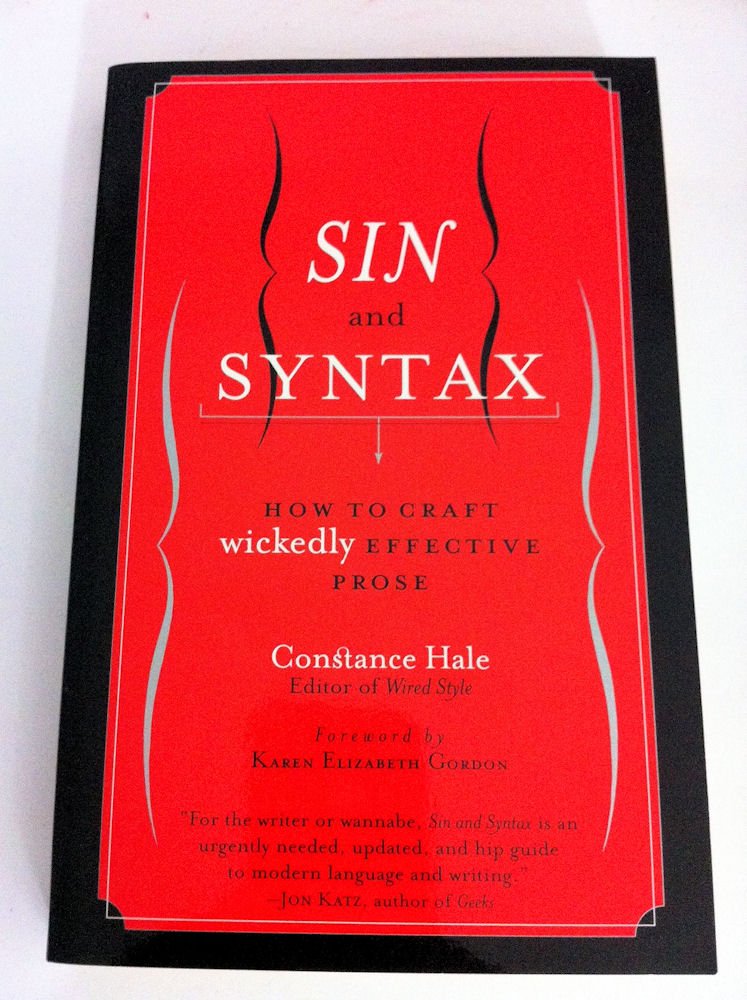 SIN
and
SYNTAX
HOW TO CRAFT
wickedly EFFECTIVE
PROSE
Constance Hale
Editor of Wired Style
Foreword by
KAREN ELIZABETH GORDON
"For the writer or wannabe, Sin and Syntax is an
urgently needed, updated, and hip guide
to modern language and writing."
—JON KATZ, author of Geeks